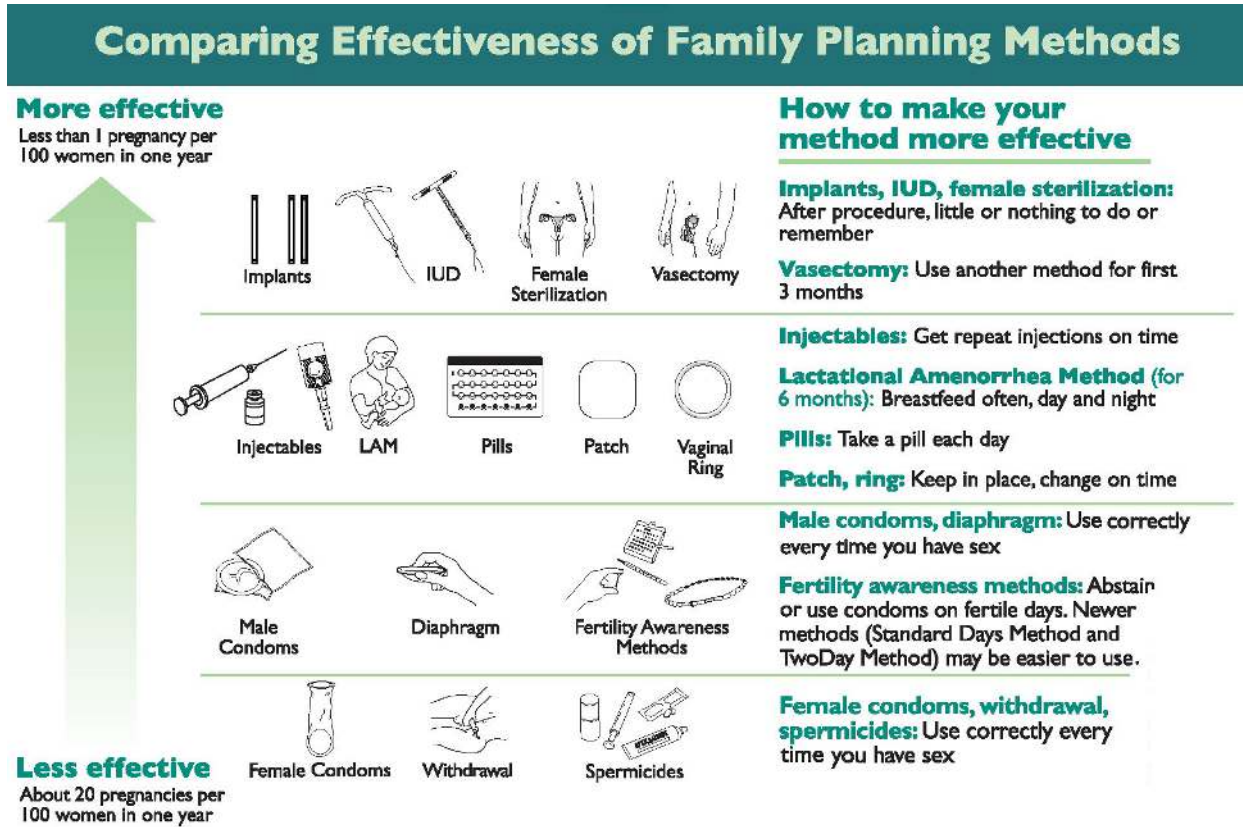 Comparing Effectiveness of Family Planning Methods
More effective
Less than 1 pregnancy per
100 women in one year
How to make your
method more effective
Implants
IUD
Female
Sterilization
Vasectomy
Implants, IUD, female sterilization:
After procedure, little or nothing to do or
remember
Vasectomy: Use another method for first
3 months
Injectables
LAM
Pills
Patch
Vaginal
Ring
Injectables: Get repeat injections on time
Lactational Amenorrhea Method (for
6 months): Breastfeed often, day and night
Pills: Take a pill each day
Patch, ring: Keep in place, change on time
Male
Condoms
Diaphragm
Fertility Awareness
Methods
Male condoms, diaphragm: Use correctly
every time you have sex
Fertility awareness methods: Abstain
or use condoms on fertile days. Newer
methods (Standard Days Method and
TwoDay Method) may be easier to use.
Female Condoms
Withdrawal
Spermicides
Female condoms, withdrawal,
spermicides: Use correctly every
time you have sex
Less effective
About 20 pregnancies per
100 women in one year